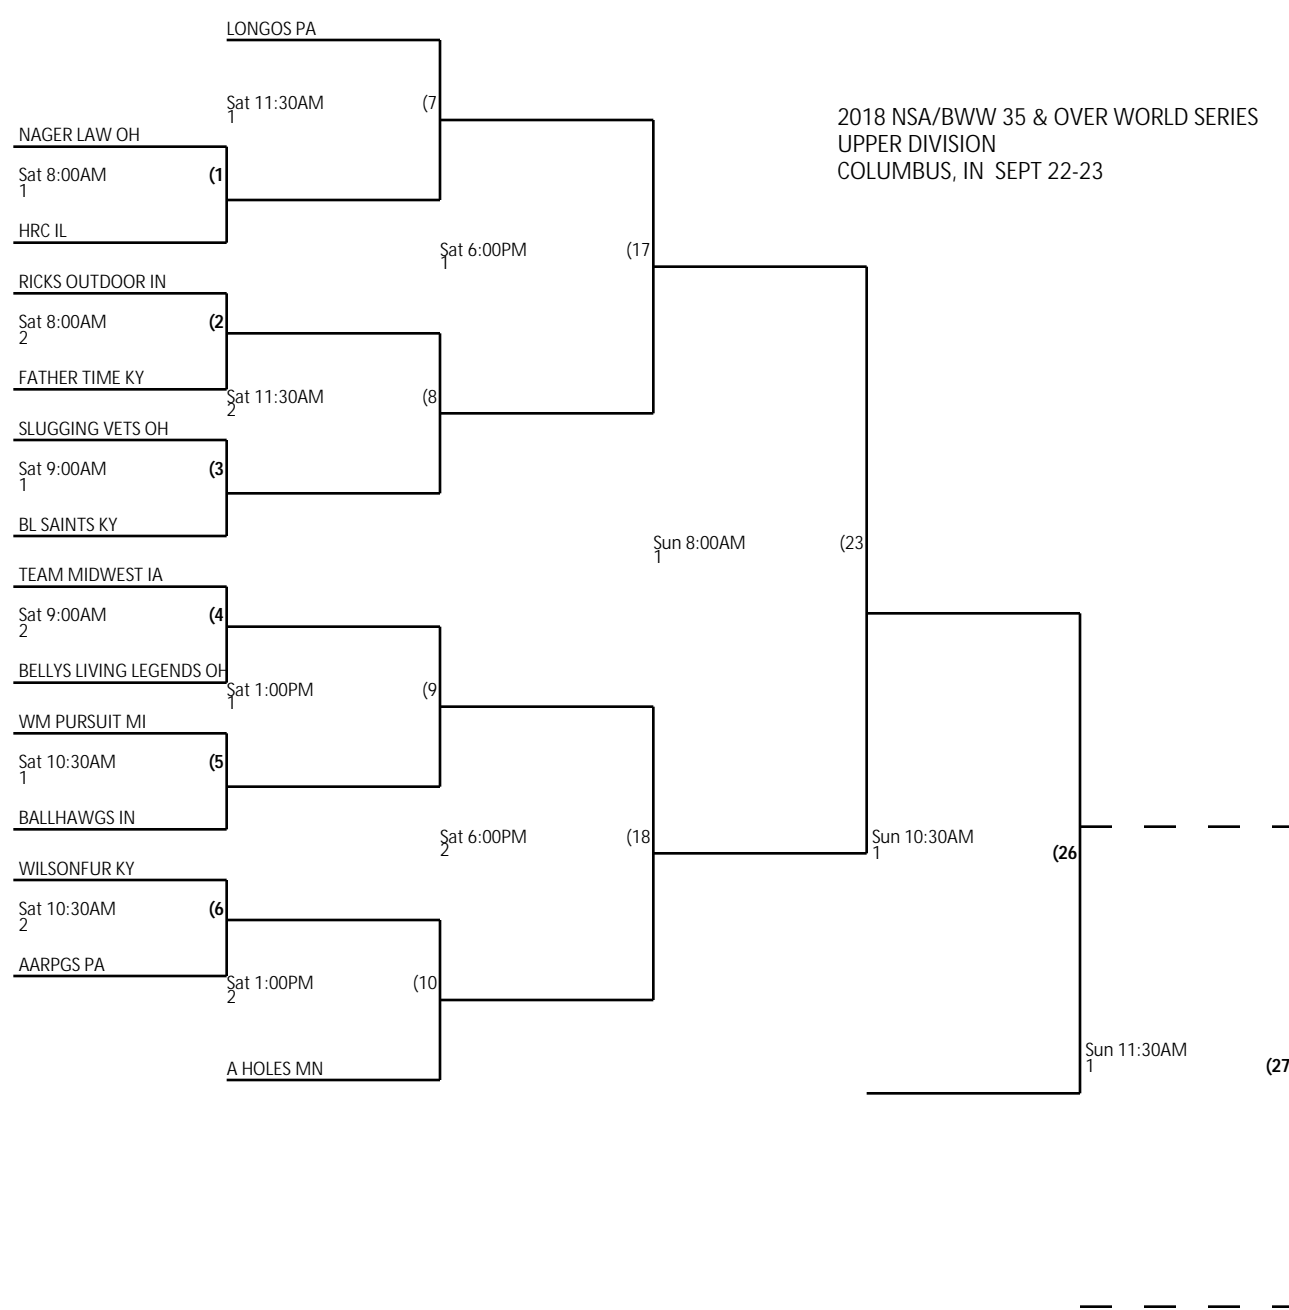 LONGOS PA
Sat 11:30AM (7
1
2018 NSA/BWW 35 & OVER WORLD SERIES
UPPER DIVISION
COLUMBUS, IN SEPT 22-23
NAGER LAW OH
Sat 8:00AM (1
1
HRC IL
Sat 6:00PM (17
1
RICKS OUTDOOR IN
Sat 8:00AM (2
2
FATHER TIME KY
Sat 11:30AM (8
2
SLUGGING VETS OH
Sat 9:00AM (3
1
BL SAINTS KY
Sun 8:00AM (23
1
TEAM MIDWEST IA
Sat 9:00AM (4
2
BELLYS LIVING LEGENDS OH
Sat 1:00PM (9
1
WM PURSUIT MI
Sat 10:30AM (5
1
BALLHAWGS IN
Sat 6:00PM (18
2
Sun 10:30AM
1 (26
WILSONFUR KY
Sat 10:30AM (6
2
AARPGS PA
Sat 1:00PM (10
2
A HOLES MN
Sun 11:30AM
1 (27